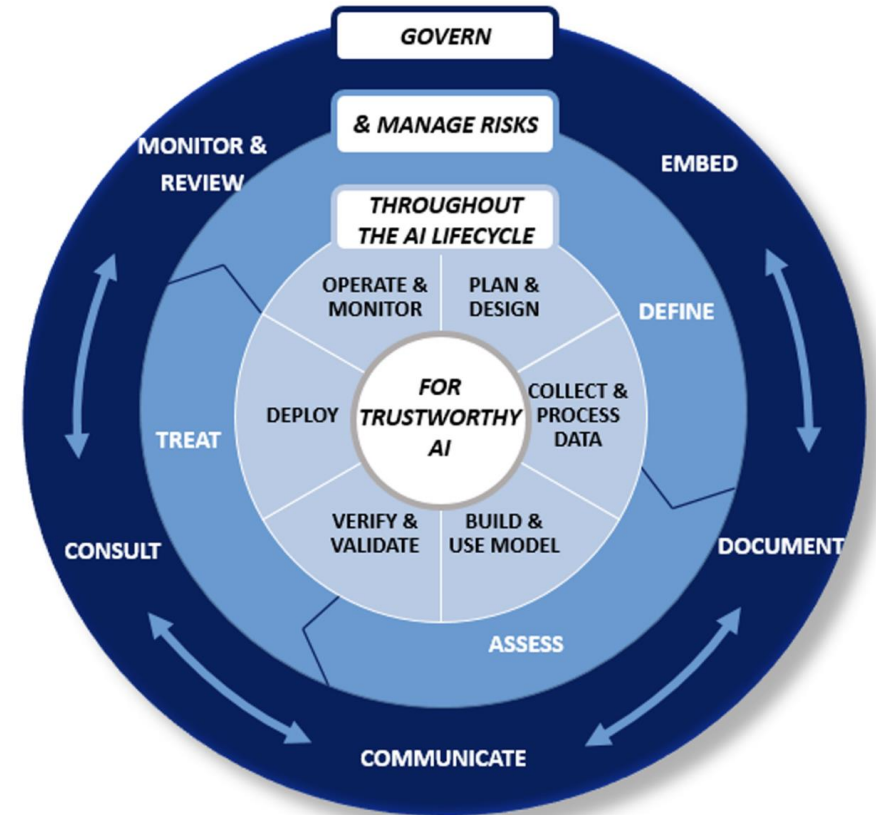 GOVERN
& MANAGE RISKS
THROUGHOUT
THE AI LIFECYCLE
FOR
TRUSTWORTHY
AI
MONITOR &
REVIEW
EMBED
DOCUMENT
COMMUNICATE
CONSULT
DEFINE
ASSESS
TREAT
PLAN &
DESIGN
COLLECT &
PROCESS
DATA
BUILD &
USE MODEL
VERIFY &
VALIDATE
DEPLOY
OPERATE &
MONITOR